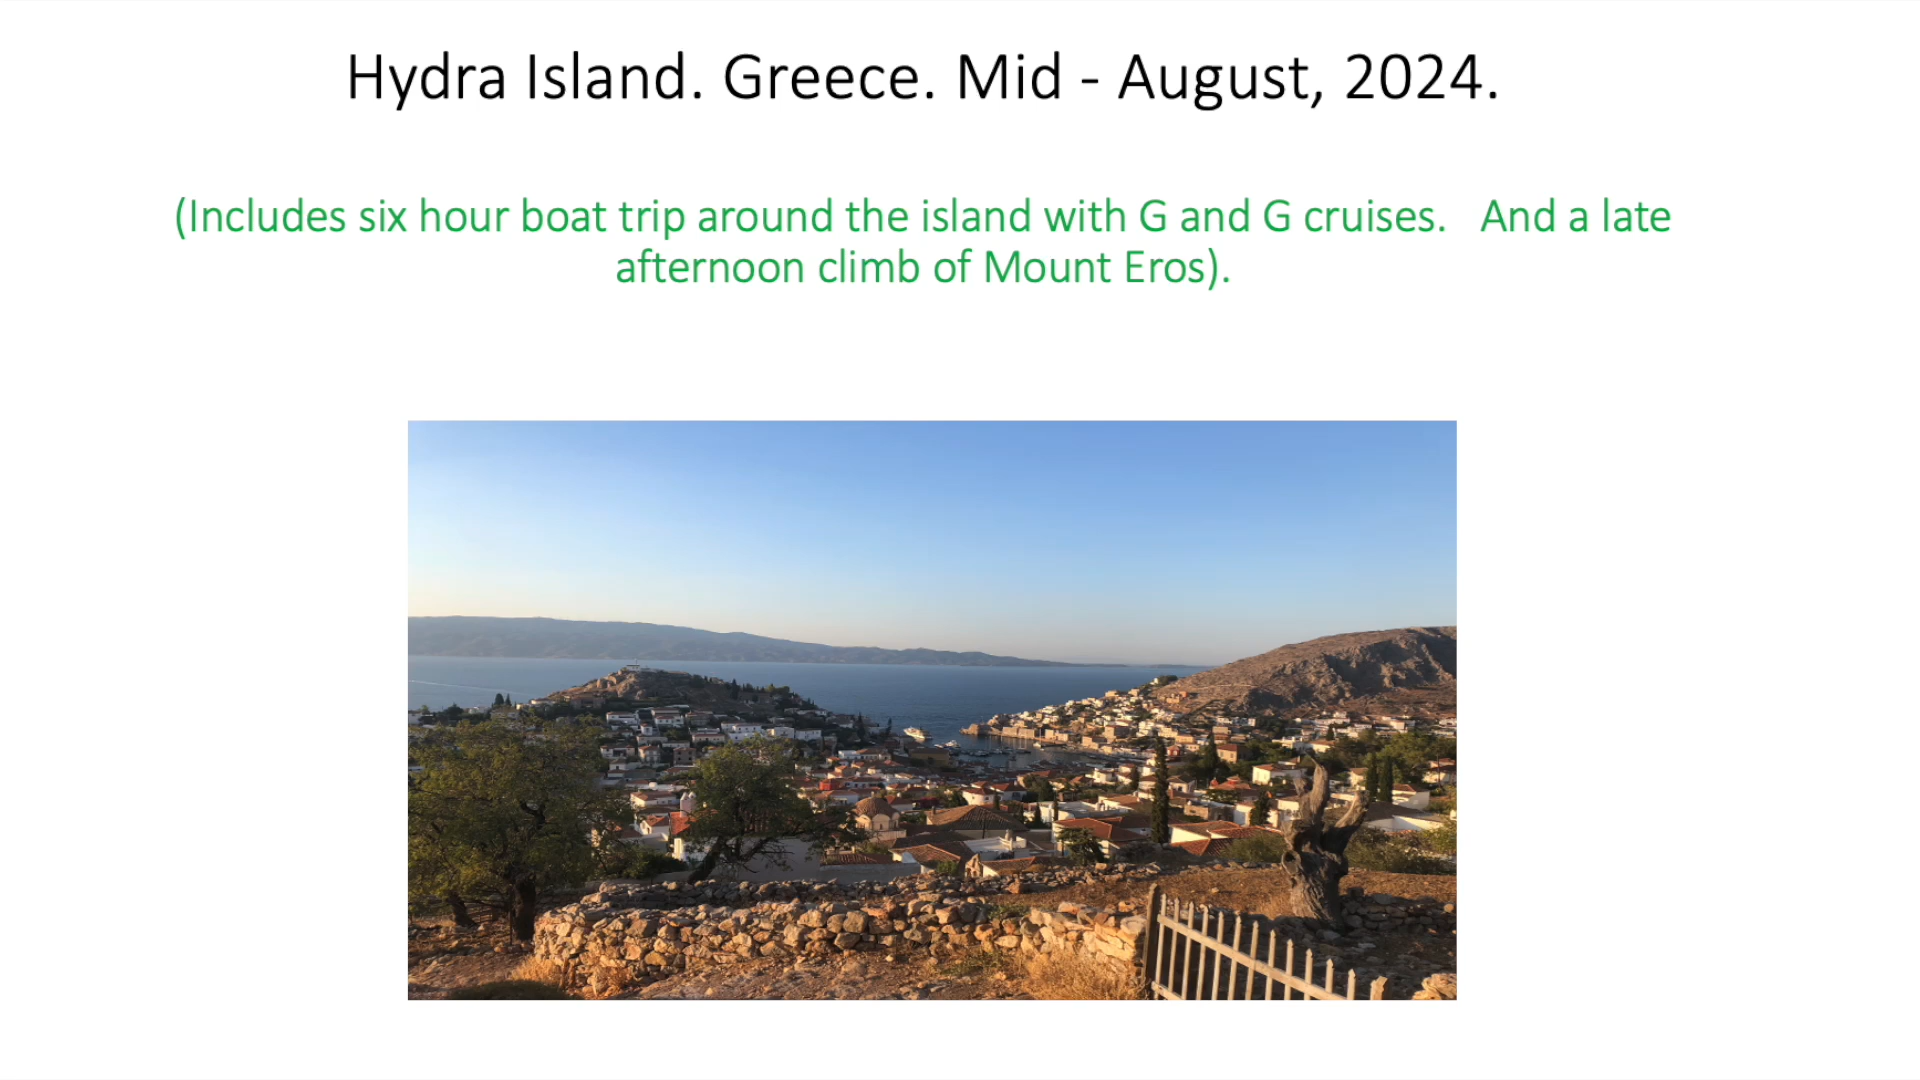 Hydra Island. Greece. Mid - August, 2024.
(Includes six hour boat trip around the island with G and G cruises.   And a late
afternoon climb of Mount Eros).